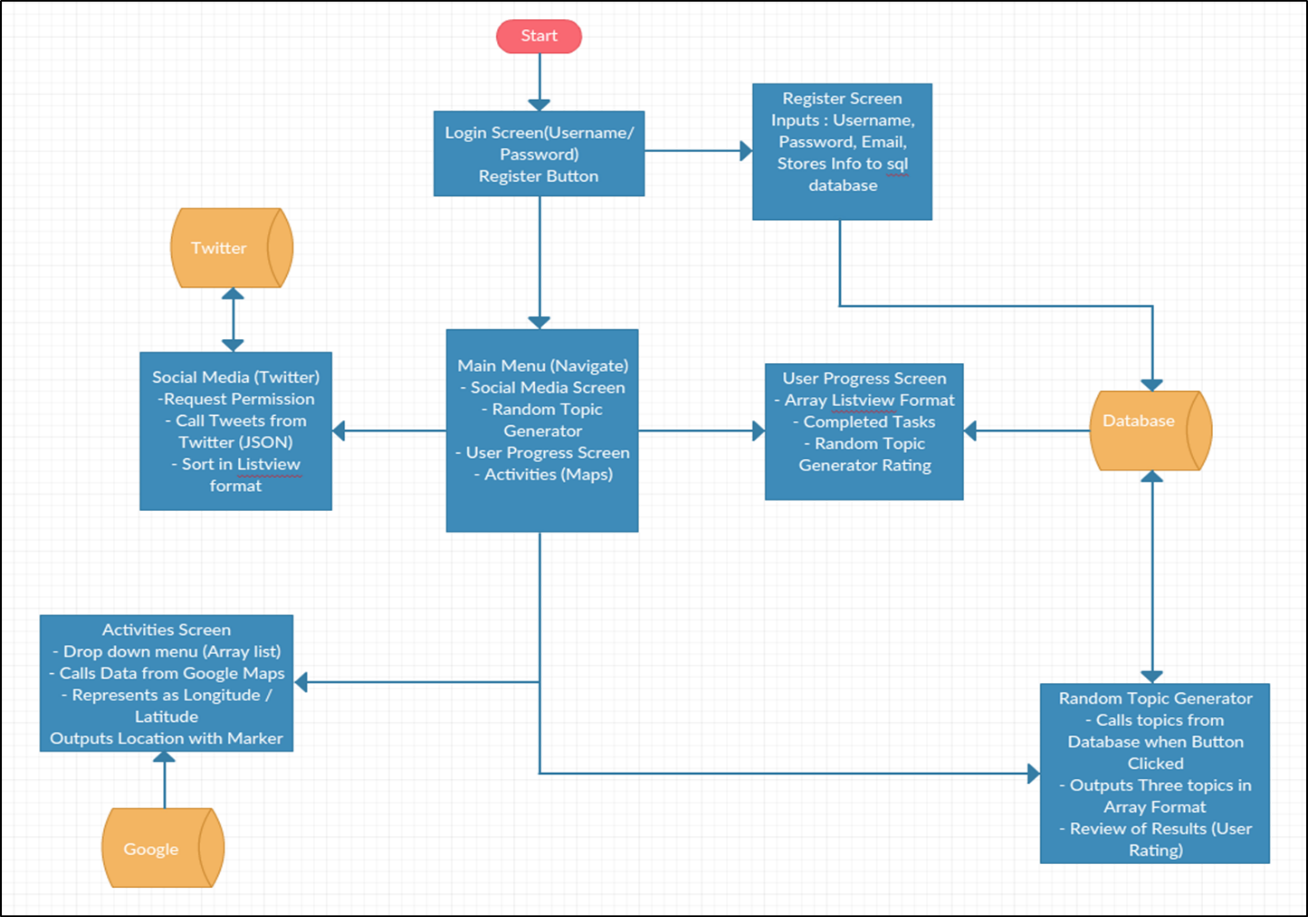 Start
Login Screen(Username/
Password)
Register Button
Register Screen
Inputs : Username,
Password, Email,
Stores Info to sql
database
Twitter
Social Media (Twitter)
-Request Permission
- Call Tweets from
Twitter (JSON)
- Sort in Listview
format
Main Menu (Navigate)
- Social Media Screen
- Random Topic
Generator
- User Progress Screen
- Activities (Maps)
User Progress Screen
- Array Listview Format
- Completed Tasks
- Random Topic
Generator Rating
Database
Activities Screen
- Drop down menu (Array list)
- Calls Data from Google Maps
- Represents as Longitude /
Latitude
Outputs Location with Marker
Google
Random Topic Generator
- Calls topics from
Database when Button
Clicked
- Outputs Three topics in
Array Format
- Review of Results (User
Rating)